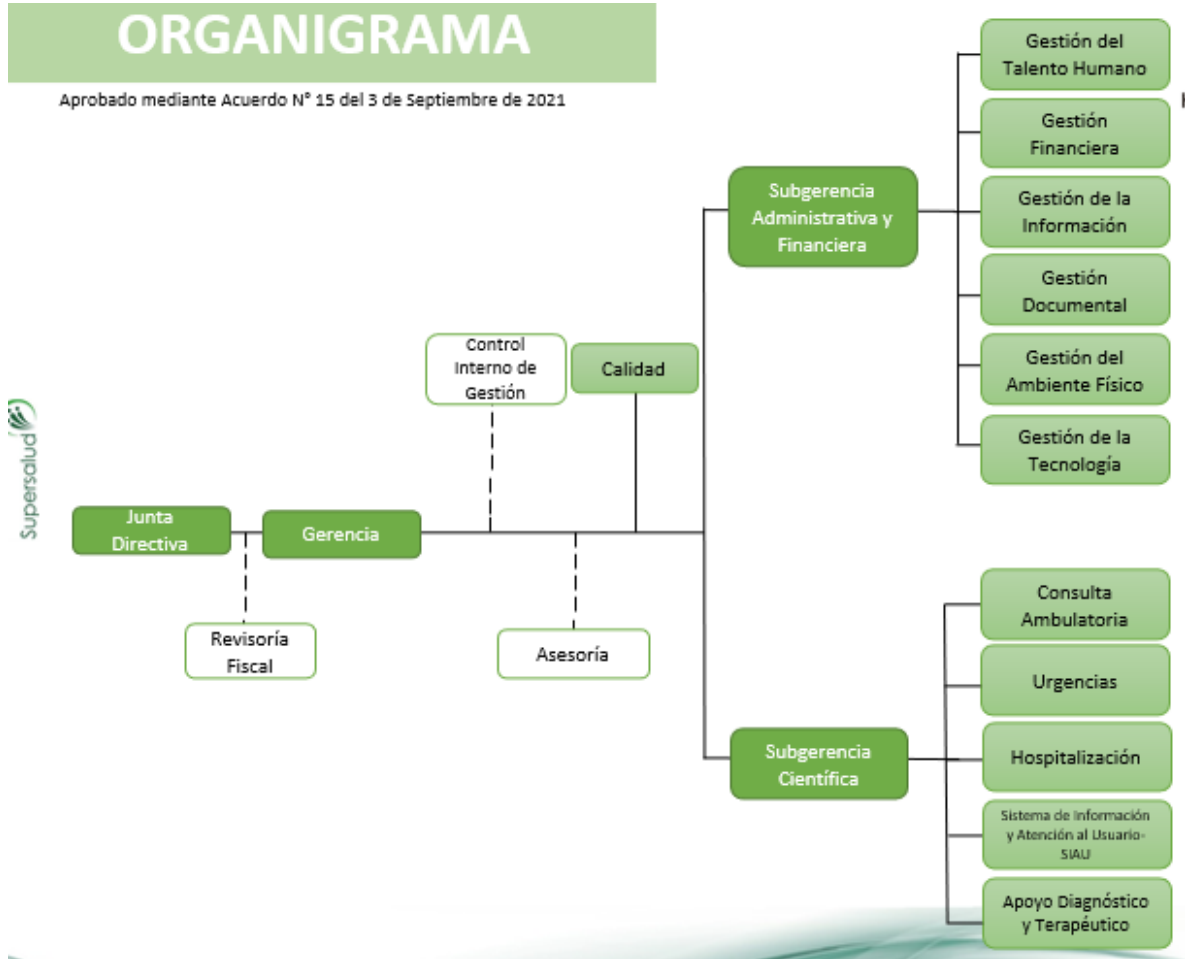 ORGANIGRAMA
Aprobado mediante Acuerdo N° 15 del 3 de Septiembre de 2021
Supersalud
Junta
Directiva
Gerencia
Revisoría
Fiscal
Control
Interno de
Gestión
Calidad
Asesoría
Subgerencia
Administrativa y
Financiera
Gestión del
Talento Humano
Gestión
Financiera
Gestión de la
Información
Gestión
Documental
Gestión del
Ambiente Físico
Gestión de la
Tecnología
Subgerencia
Científica
Consulta
Ambulatoria
Urgencias
Hospitalización
Sistema de Información
y Atención al Usuario-
SIAU
Apoyo Diagnóstico
y Terapéutico